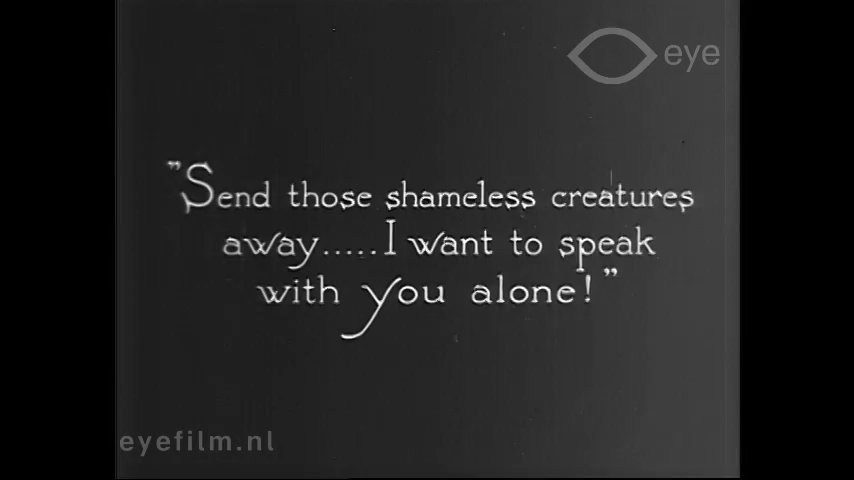 eye
"Send those shameless creatures
away.....I want to speak
with you alone!"
eyefilm.nl